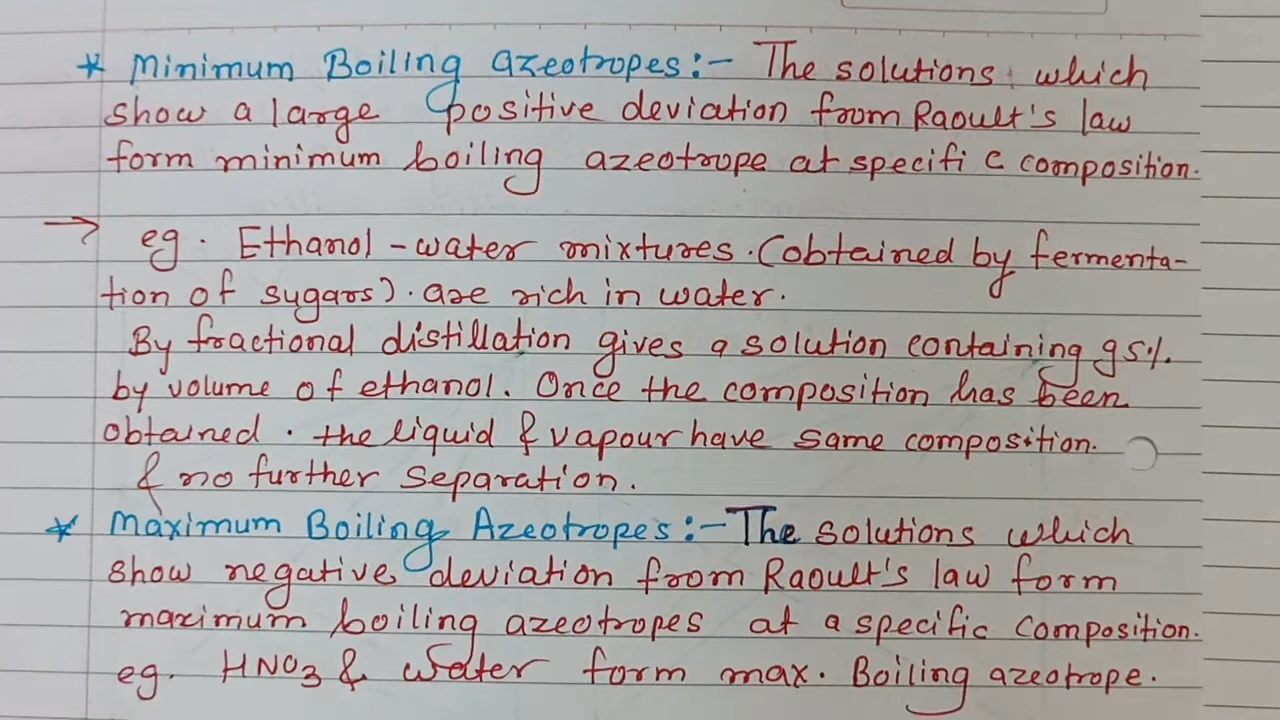 * Minimum Boiling azeotropes:- The solutions which
show a large positive deviation from Raoult's law
form minimum boiling azeotrope at specific composition.
→ eg. Ethanol-water mixtures. (obtained by fermenta-
tion of sugars). are rich in water.
By fractional distillation gives a solution containing 95%
by volume of ethanol. Once the composition has been
obtained. the liquid & vapour have same composition.
& no further separation.
* Maximum Boiling Azeotropes:- The solutions which
show negative deviation from Raoult's law form
maximum boiling azeotropes at a specific composition.
eg. HNO3 & Water form max. Boiling azeotrope.